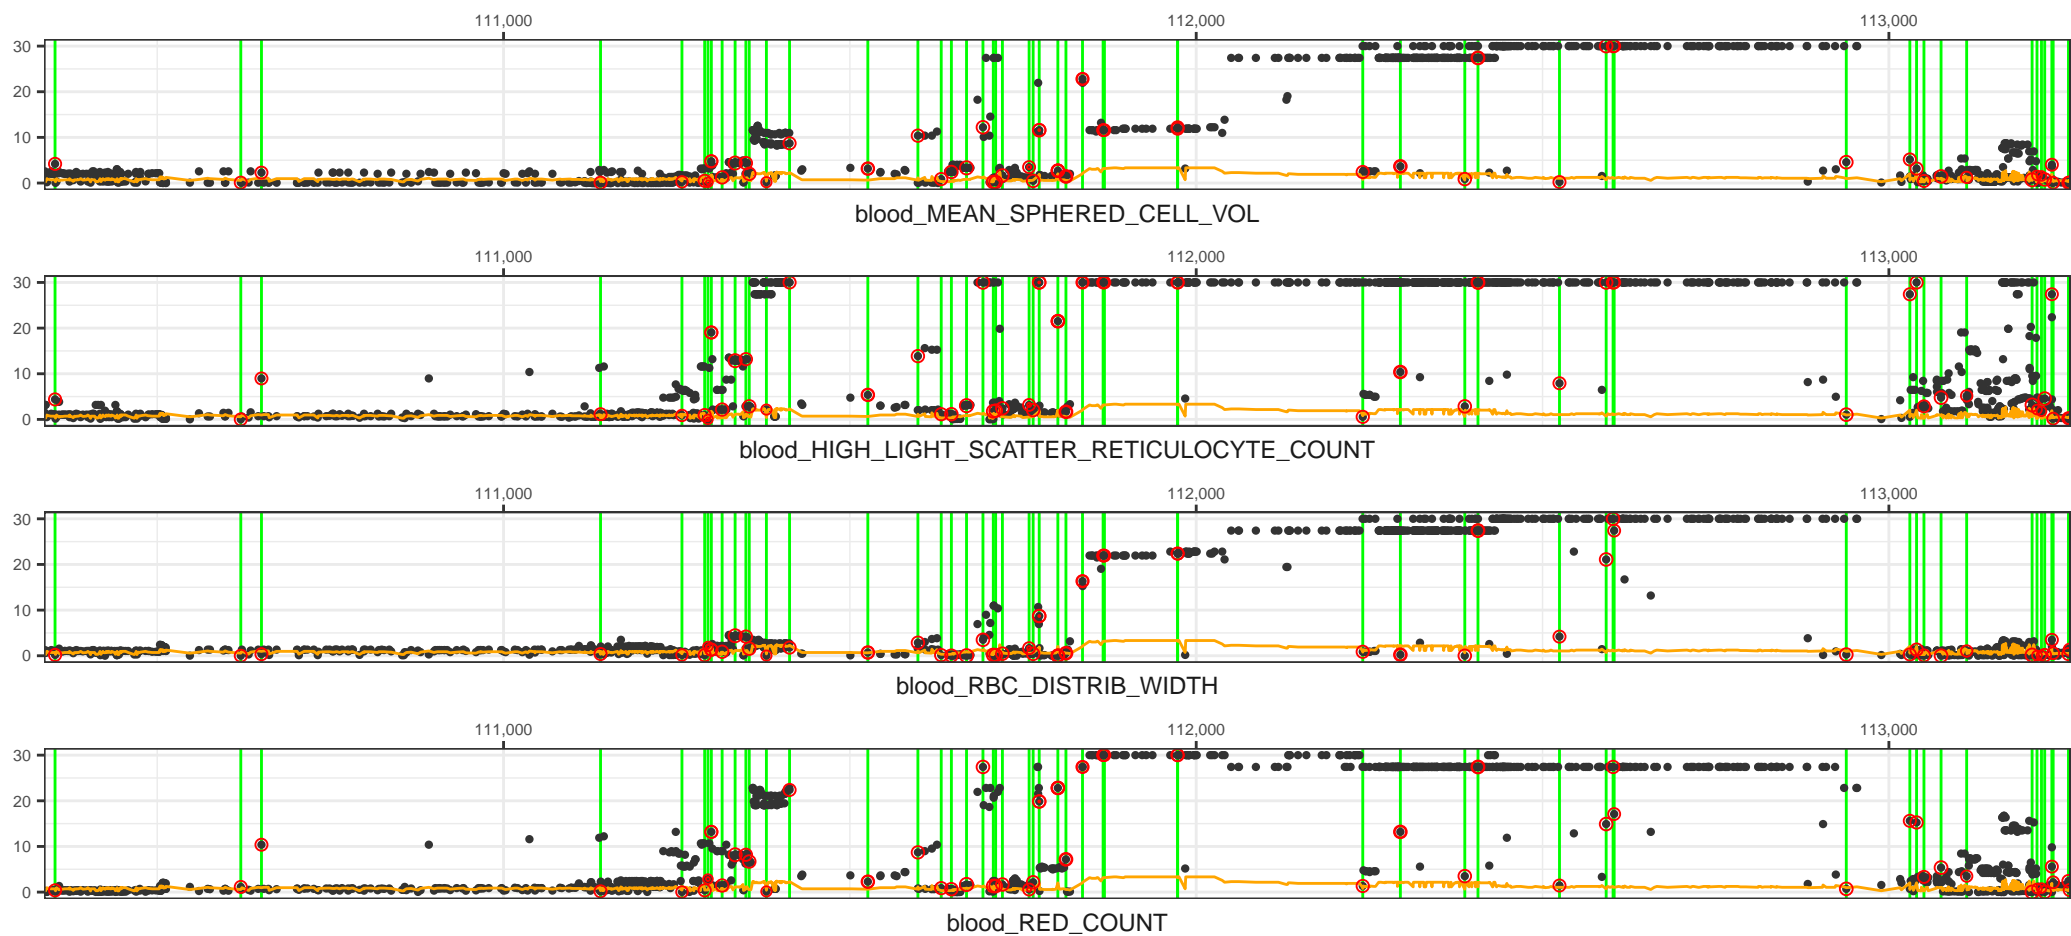 111,000 112,000 113,000
30
20
10
0
blood_MEAN_SPHERED_CELL_VOL
111,000 112,000 113,000
30
20
10
0
blood_HIGH_LIGHT_SCATTER_RETICULOCYTE_COUNT
111,000 112,000 113,000
30
20
10
0
blood_RBC_DISTRIB_WIDTH
111,000 112,000 113,000
30
20
10
0
blood_RED_COUNT